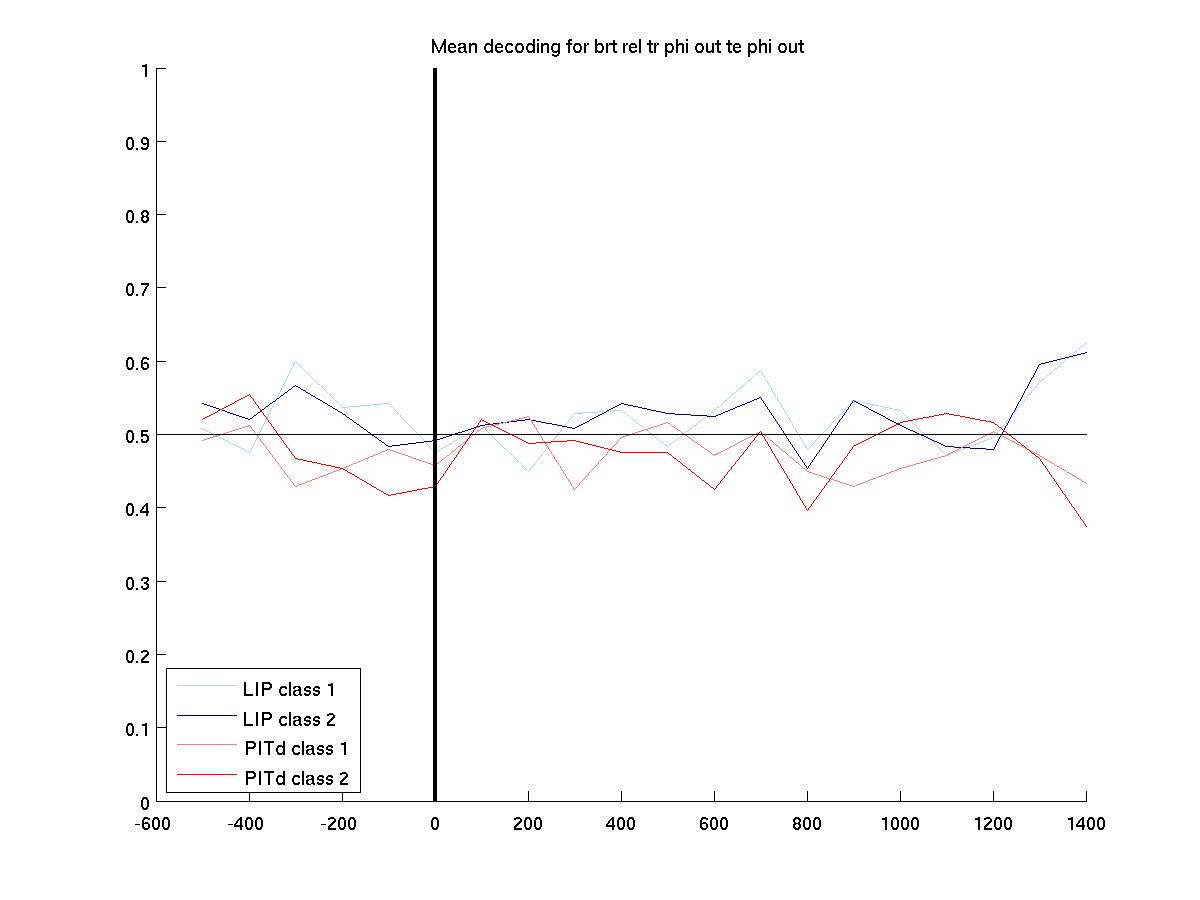 Mean decoding for brt rel tr phi out te phi out
1
0.9
0.8
0.7
0.6
0.5
0.4
0.3
0.2
0.1
0
LIP class 1
LIP class 2
PITd class 1
PITd class 2
-600 -400 -200 0 200 400 600 800 1000 1200 1400